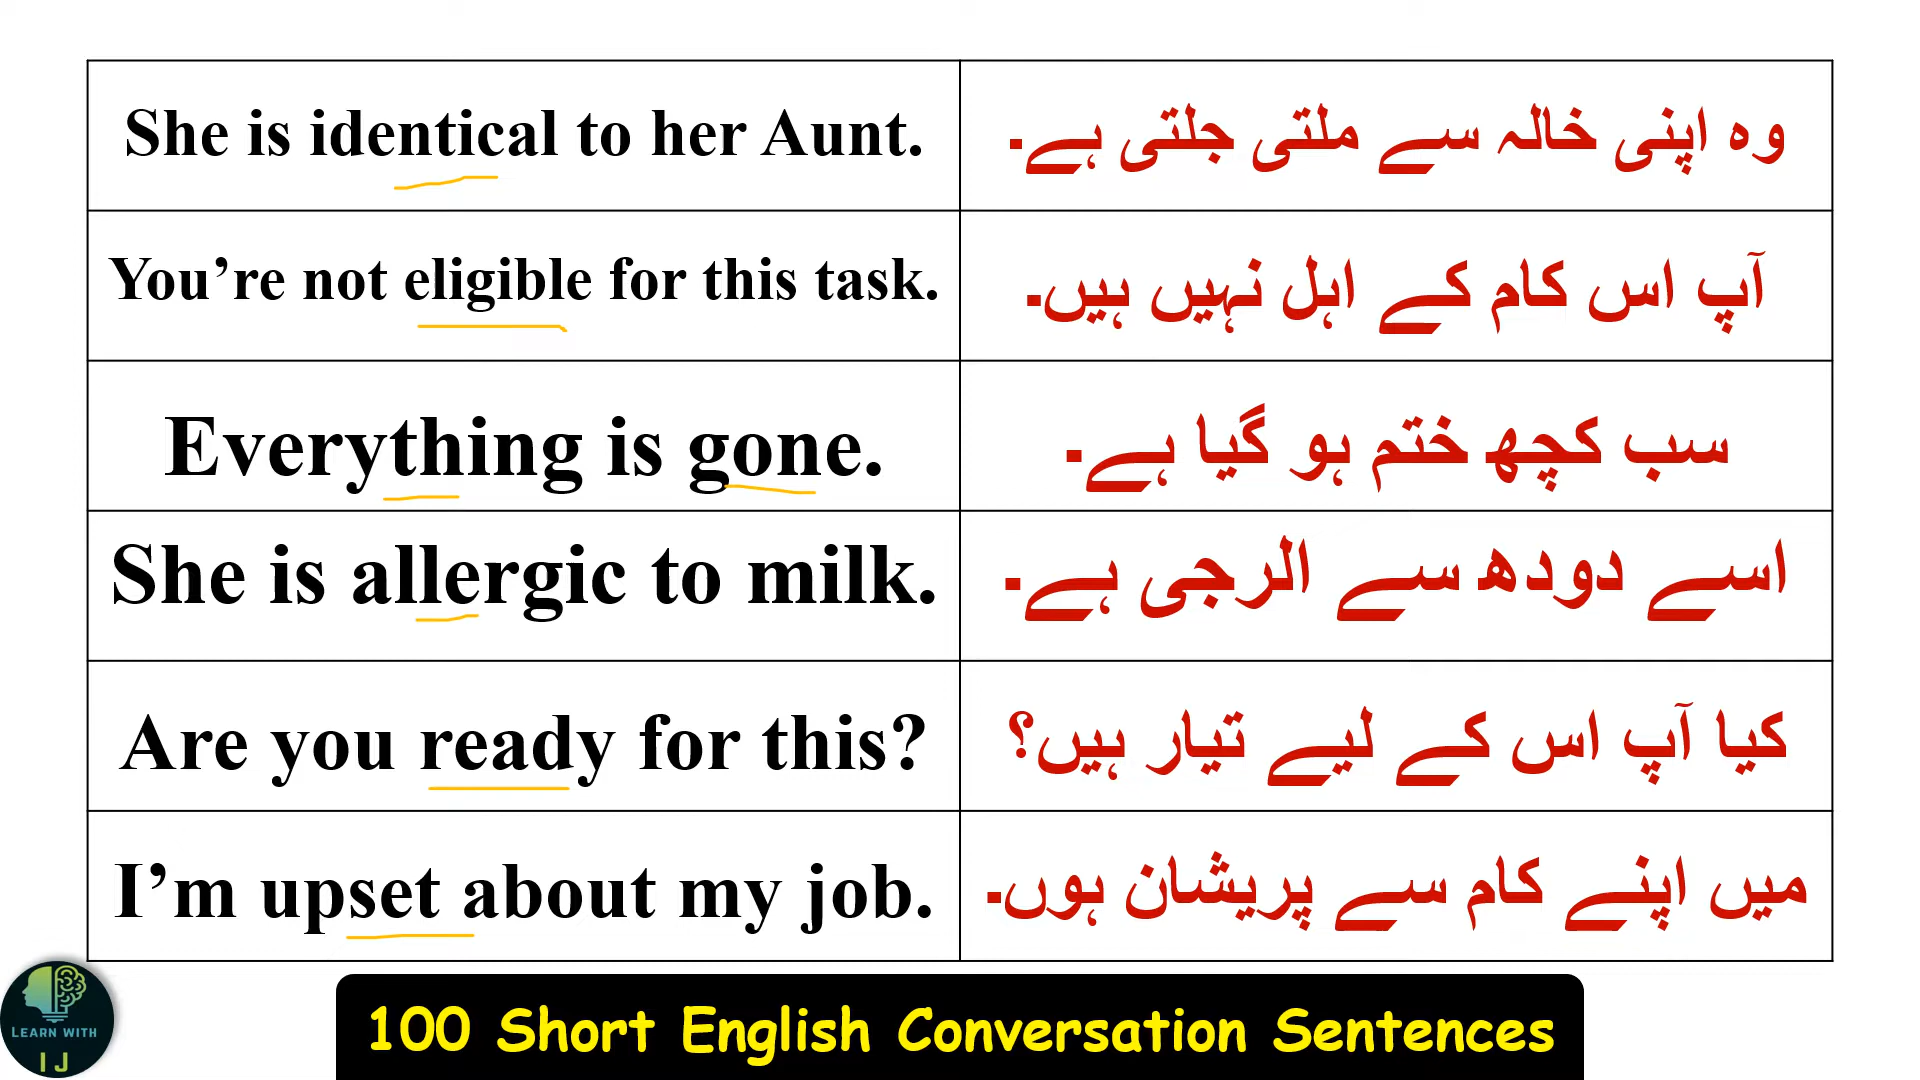 She is identical to her Aunt.
وہ اپنی خالہ سے ملتی جلتی ہے۔
You’re not eligible for this task.
آپ اس کام کے اہل نہیں ہیں۔
Everything is gone.
سب کچھ ختم ہو گیا ہے۔
She is allergic to milk.
اسے دودھ سے الرجی ہے۔
Are you ready for this?
کیا آپ اس کے لیے تیار ہیں؟
I’m upset about my job.
میں اپنے کام سے پریشان ہوں۔
LEARN WITH
I J
100 Short English Conversation Sentences